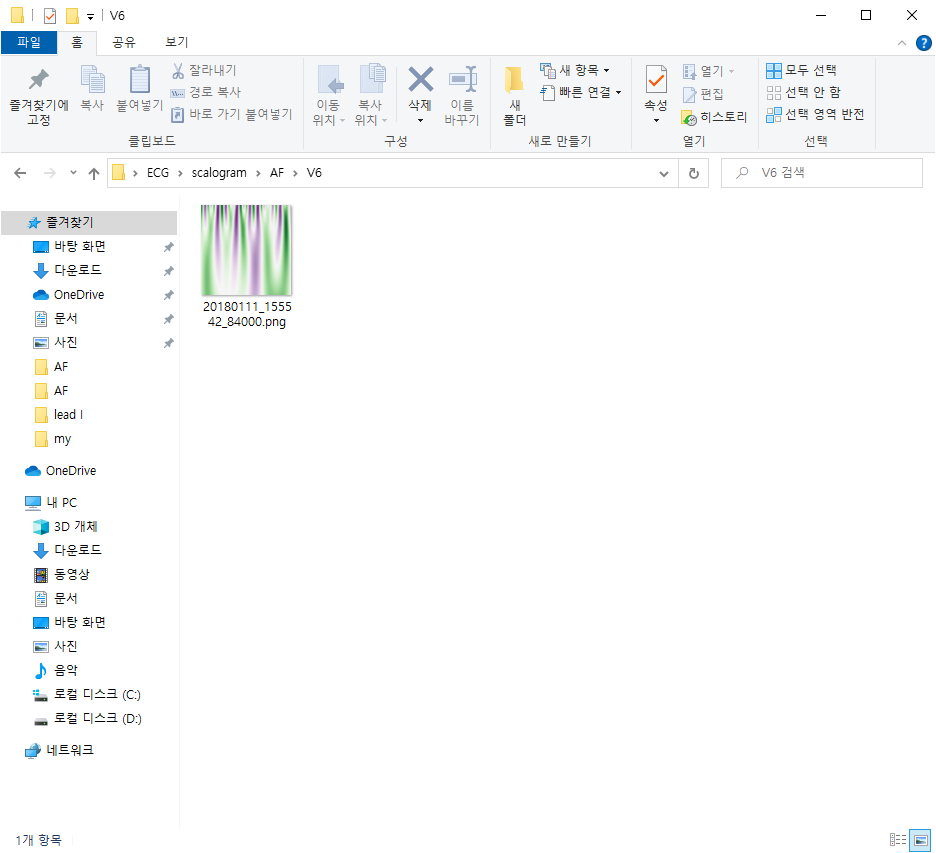 V6
파일
홈
공유
보기
즐겨찾기에
고정
복사
붙여넣기
잘라내기
경로 복사
바로 가기 붙여넣기
클립보드
이동
위치
복사
위치
삭제
이름
바꾸기
구성
새
폴더
새 항목
빠른 연결
새로 만들기
속성
열기
편집
히스토리
열기
모두 선택
선택 안 함
선택 영역 반전
선택
ECG > scalogram > AF > V6
V6 검색
즐겨찾기
바탕 화면
다운로드
OneDrive
문서
사진
AF
AF
lead I
my
OneDrive
내 PC
3D 개체
다운로드
동영상
문서
바탕 화면
사진
음악
로컬 디스크 (C:)
로컬 디스크 (D:)
네트워크
20180111_1555
42_84000.png
1개 항목